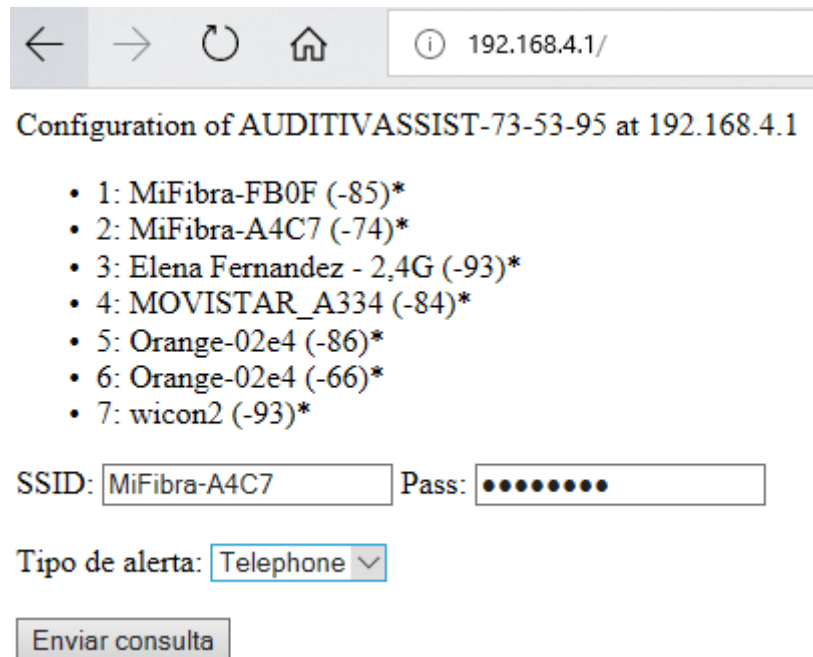 192.168.4.1/
Configuration of AUDITIVASSIST-73-53-95 at 192.168.4.1
• 1: MiFibra-FB0F (-85)*
• 2: MiFibra-A4C7 (-74)*
• 3: Elena Fernandez - 2,4G (-93)*
• 4: MOVISTAR_A334 (-84)*
• 5: Orange-02e4 (-86)*
• 6: Orange-02e4 (-66)*
• 7: wicon2 (-93)*
SSID: MiFibra-A4C7 Pass: ●●●●●●●●
Tipo de alerta: Telephone
Enviar consulta